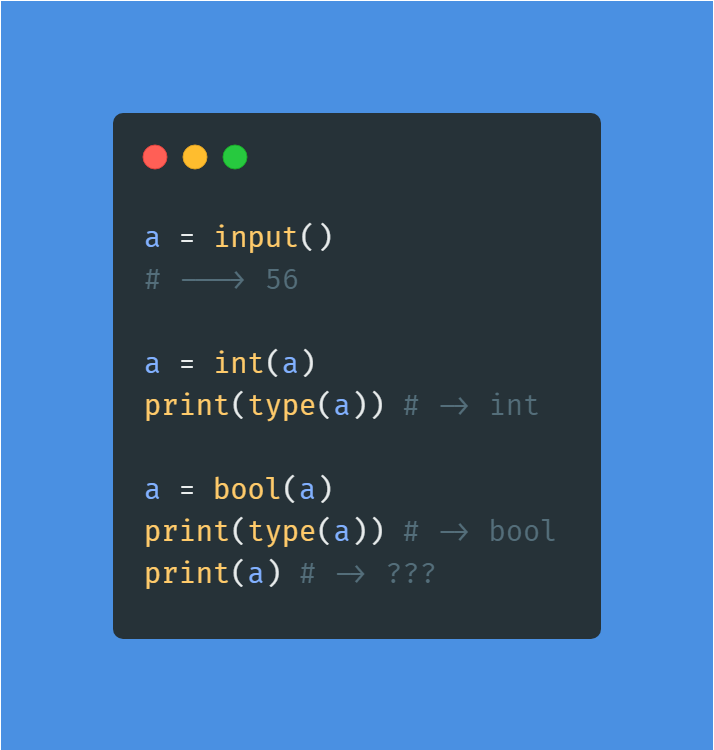 a = input()
# ---> 56
a = int(a)
print(type(a)) # -> int
a = bool(a)
print(type(a)) # -> bool
print(a) # -> ???